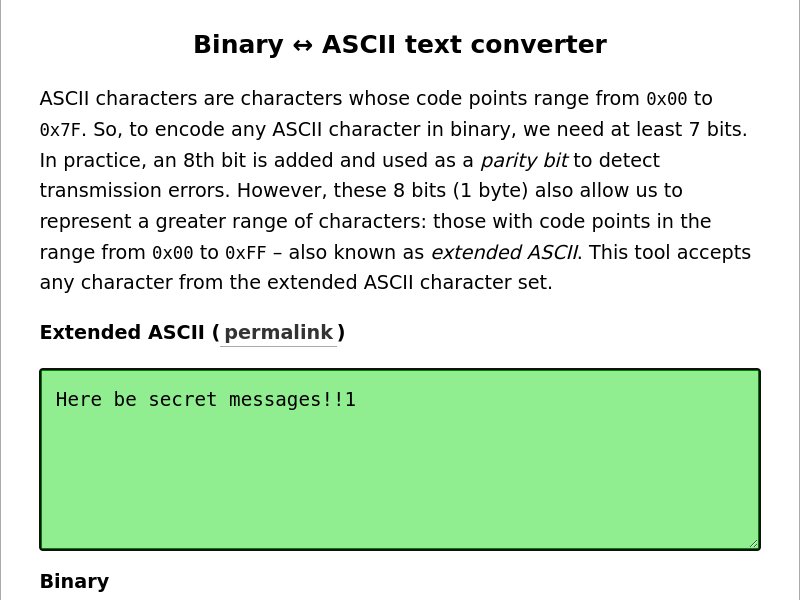 Binary ↔ ASCII text converter
ASCII characters are characters whose code points range from 0x00 to
0x7F. So, to encode any ASCII character in binary, we need at least 7 bits.
In practice, an 8th bit is added and used as a parity bit to detect
transmission errors. However, these 8 bits (1 byte) also allow us to
represent a greater range of characters: those with code points in the
range from 0x00 to 0xFF – also known as extended ASCII. This tool accepts
any character from the extended ASCII character set.
Extended ASCII (permalink)
Here be secret messages!!1
Binary